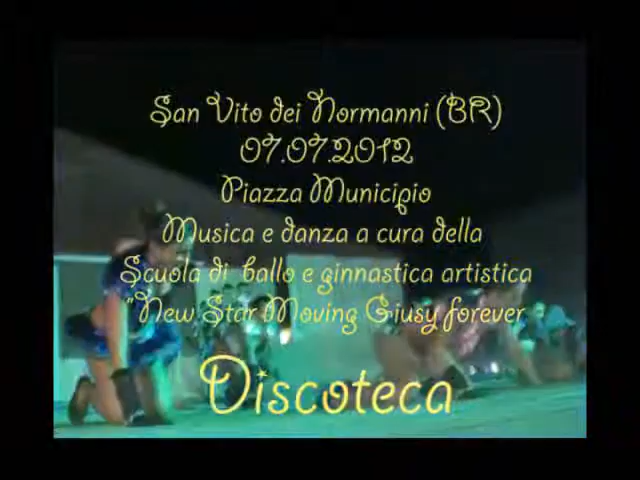 San Vito dei Normanni (BR)
07.07.2012
Piazza Municipio
Musica e danza a cura della
Scuola di ballo e ginnastica artistica
"New Star Moving Giusy forever
Discoteca